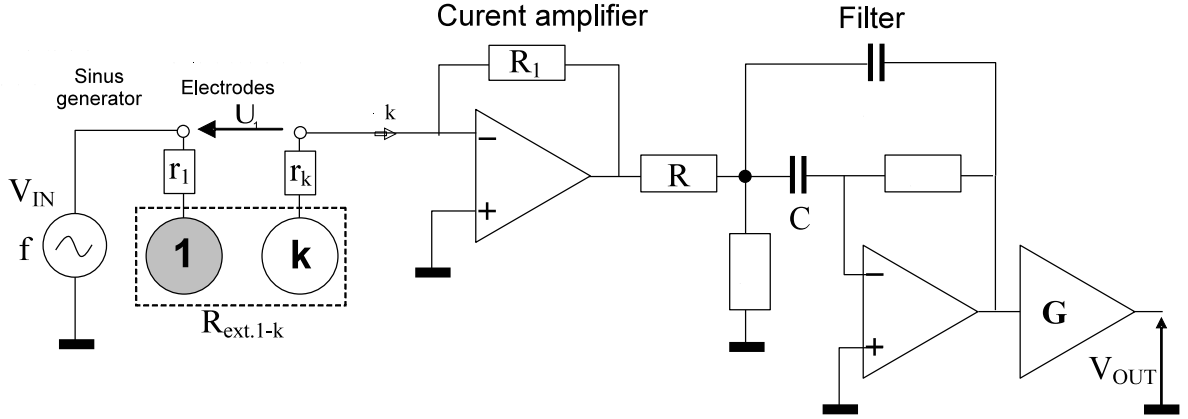 Curent amplifier
Filter
Sinus
generator
Electrodes
U1
k
R1
r1
rk
VIN
f
1
k
Rext.1-k
−
+
R
C
−
+
G
VOUT